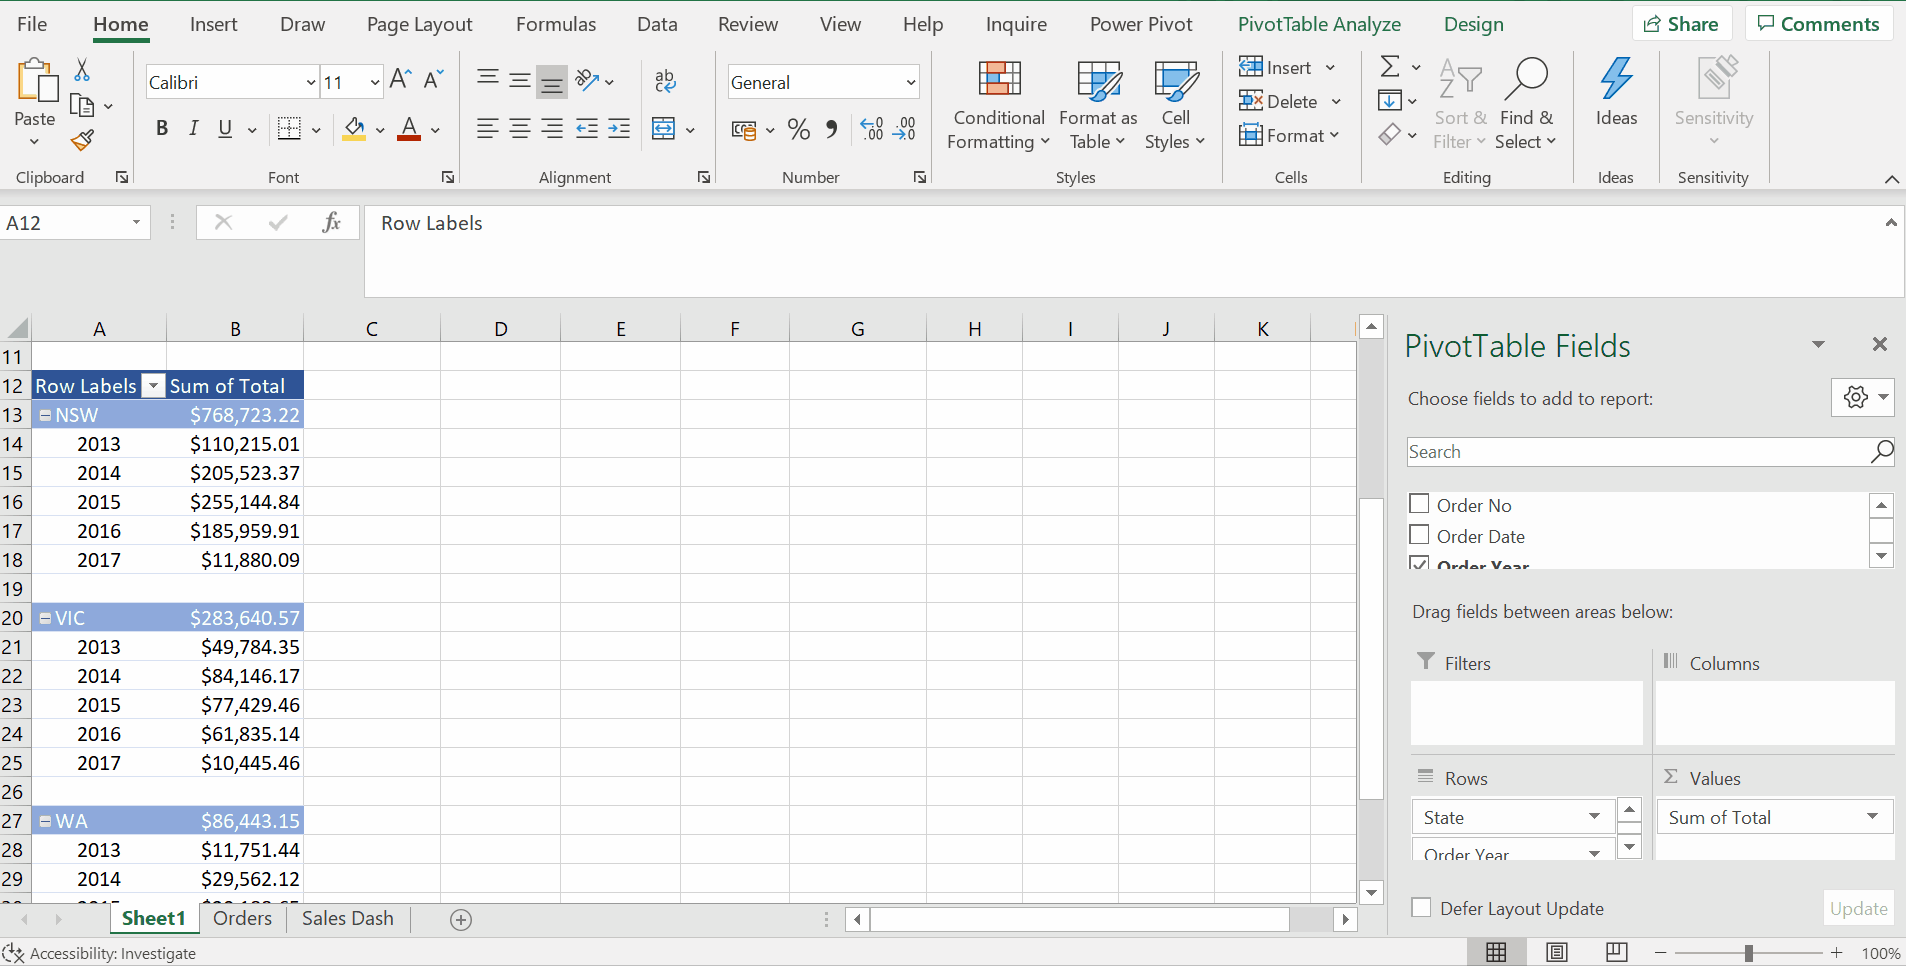 File Home Insert Draw Page Layout Formulas Data Review View Help Inquire Power Pivot PivotTable Analyze Design Share Comments
Paste
Clipboard
Calibri 11
B I U
Font
Alignment
General
Number
Conditional Formatting
Format as Table
Cell Styles
Styles
Insert
Delete
Format
Cells
Sort & Filter
Find & Select
Editing
Ideas
Ideas
Sensitivity
Sensitivity
A12 fx Row Labels
A B C D E F G H I J K
11
12 Row Labels Sum of Total
13 NSW $768,723.22
14 2013 $110,215.01
15 2014 $205,523.37
16 2015 $255,144.84
17 2016 $185,959.91
18 2017 $11,880.09
19
20 VIC $283,640.57
21 2013 $49,784.35
22 2014 $84,146.17
23 2015 $77,429.46
24 2016 $61,835.14
25 2017 $10,445.46
26
27 WA $86,443.15
28 2013 $11,751.44
29 2014 $29,562.12
PivotTable Fields
Choose fields to add to report:
Search
Order No
Order Date
Order Year
Drag fields between areas below:
Filters
Columns
Rows
Values
State
Sum of Total
Order Year
Defer Layout Update
Update
Sheet1 Orders Sales Dash
Accessibility: Investigate
100%